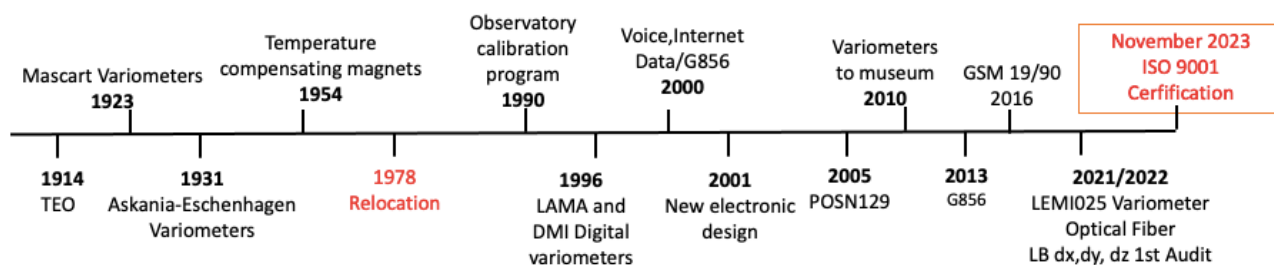 Mascart Variometers
1923
Temperature
compensating magnets
1954
Observatory
calibration
program
1990
Voice,Internet
Data/G856
2000
Variometers
to museum
2010
GSM 19/90
2016
November 2023
ISO 9001
Cerfification
1914
TEO
1931
Askania-Eschenhagen
Variometers
1978
Relocation
1996
LAMA and
DMI Digital
variometers
2001
New electronic
design
2005
POSN129
2013
G856
2021/2022
LEMI025 Variometer
Optical Fiber
LB dx,dy, dz 1st Audit